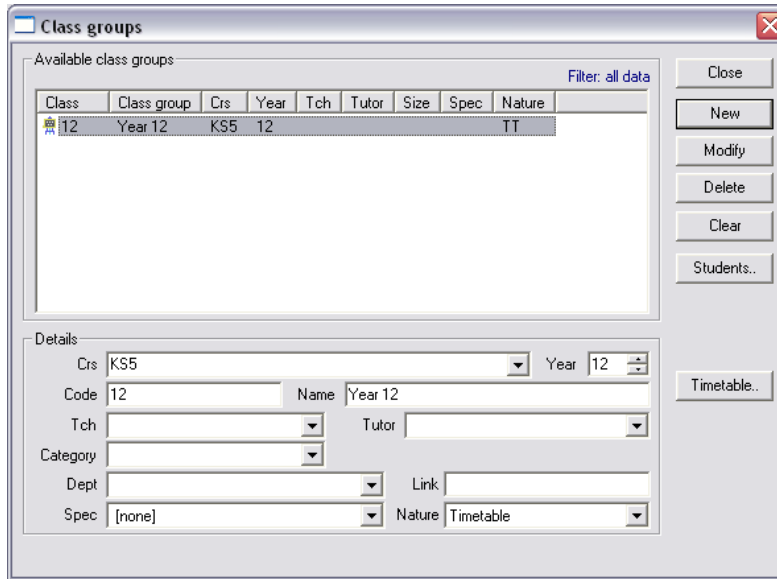 Class groups
Available class groups
Filter: all data
Class Class group Crs Year Tch Tutor Size Spec Nature
12 Year 12 KS5 12 TT
Close
New
Modify
Delete
Clear
Students..
Timetable..
Details
Crs KS5 Year 12
Code 12 Name Year 12
Tch Tutor
Category
Dept Link
Spec [none] Nature Timetable